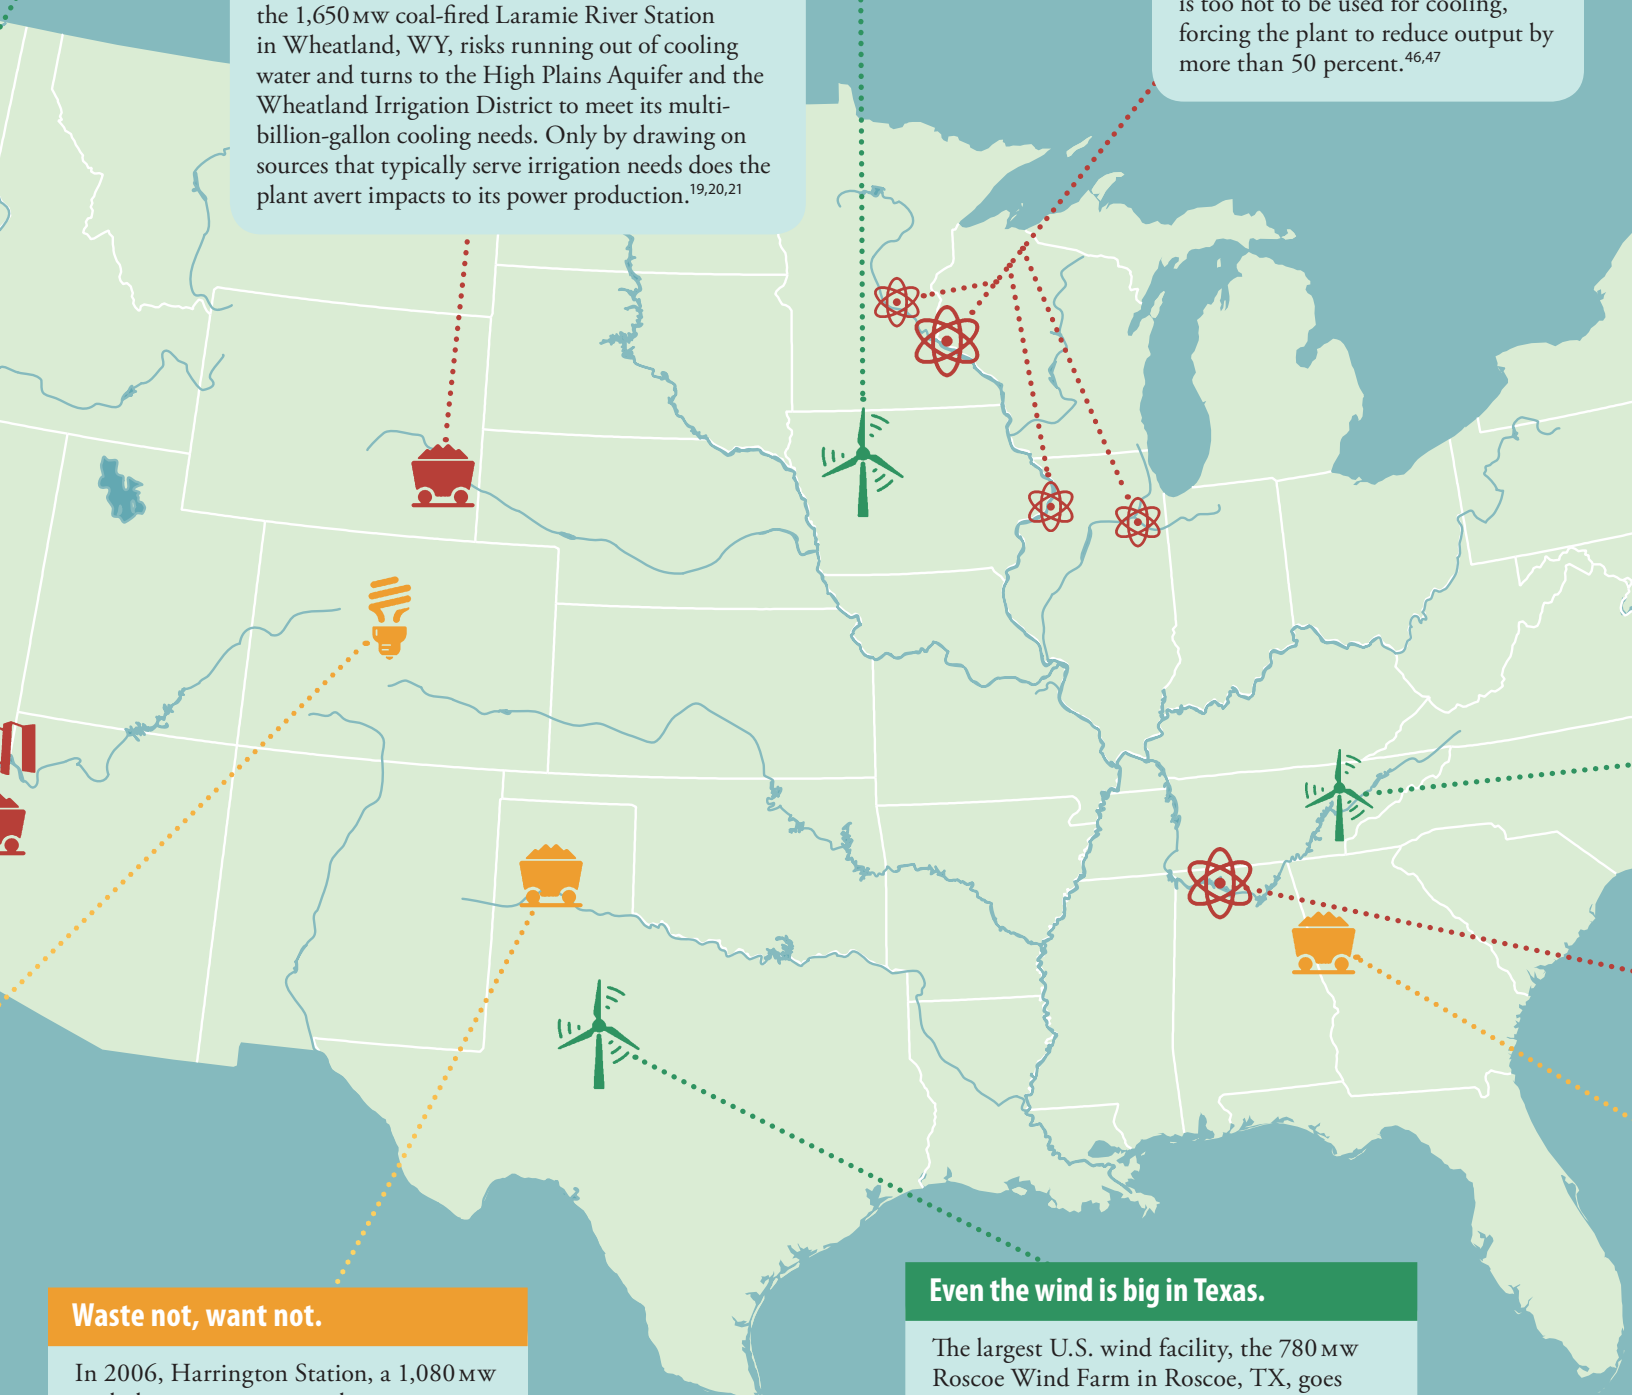 the 1,650 MW coal-fired Laramie River Station
in Wheatland, WY, risks running out of cooling
water and turns to the High Plains Aquifer and the
Wheatland Irrigation District to meet its multi-
billion-gallon cooling needs. Only by drawing on
sources that typically serve irrigation needs does the
plant avert impacts to its power production.19,20,21
is too hot to be used for cooling,
forcing the plant to reduce output by
more than 50 percent.46,47
Waste not, want not.
In 2006, Harrington Station, a 1,080 MW
Even the wind is big in Texas.
The largest U.S. wind facility, the 780 MW
Roscoe Wind Farm in Roscoe, TX, goes